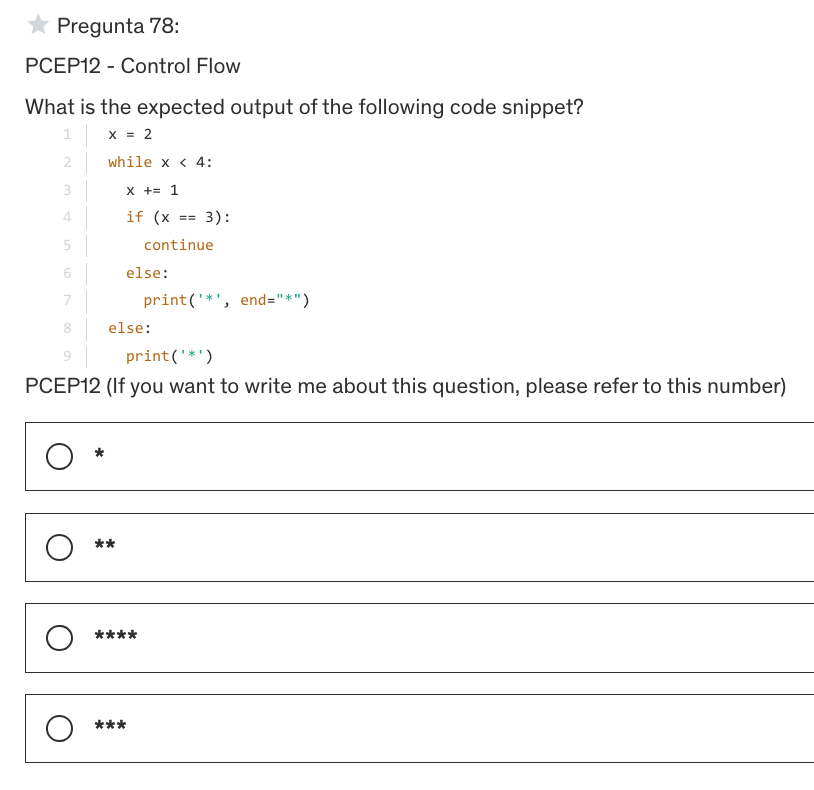 Pregunta 78:
PCEP12 - Control Flow
What is the expected output of the following code snippet?
1 x = 2
2 while x < 4:
3 x += 1
4 if (x == 3):
5 continue
6 else:
7 print('*', end="*")
8 else:
9 print('*')
PCEP12 (If you want to write me about this question, please refer to this number)
*
**
****
***